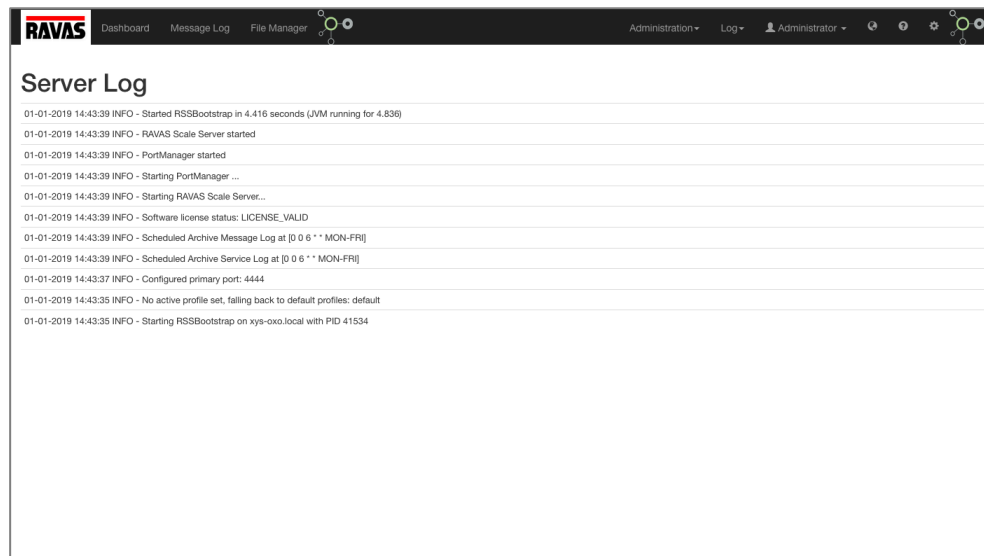 RAVAS Dashboard Message Log File Manager Administration Log Administrator
Server Log
01-01-2019 14:43:39 INFO - Started RSSBootstrap in 4.416 seconds (JVM running for 4.836)
01-01-2019 14:43:39 INFO - RAVAS Scale Server started
01-01-2019 14:43:39 INFO - PortManager started
01-01-2019 14:43:39 INFO - Starting PortManager ...
01-01-2019 14:43:39 INFO - Starting RAVAS Scale Server...
01-01-2019 14:43:39 INFO - Software license status: LICENSE_VALID
01-01-2019 14:43:39 INFO - Scheduled Archive Message Log at [0 0 6 * * MON-FRI]
01-01-2019 14:43:39 INFO - Scheduled Archive Service Log at [0 0 6 * * MON-FRI]
01-01-2019 14:43:37 INFO - Configured primary port: 4444
01-01-2019 14:43:35 INFO - No active profile set, falling back to default profiles: default
01-01-2019 14:43:35 INFO - Starting RSSBootstrap on xys-oxo.local with PID 41534